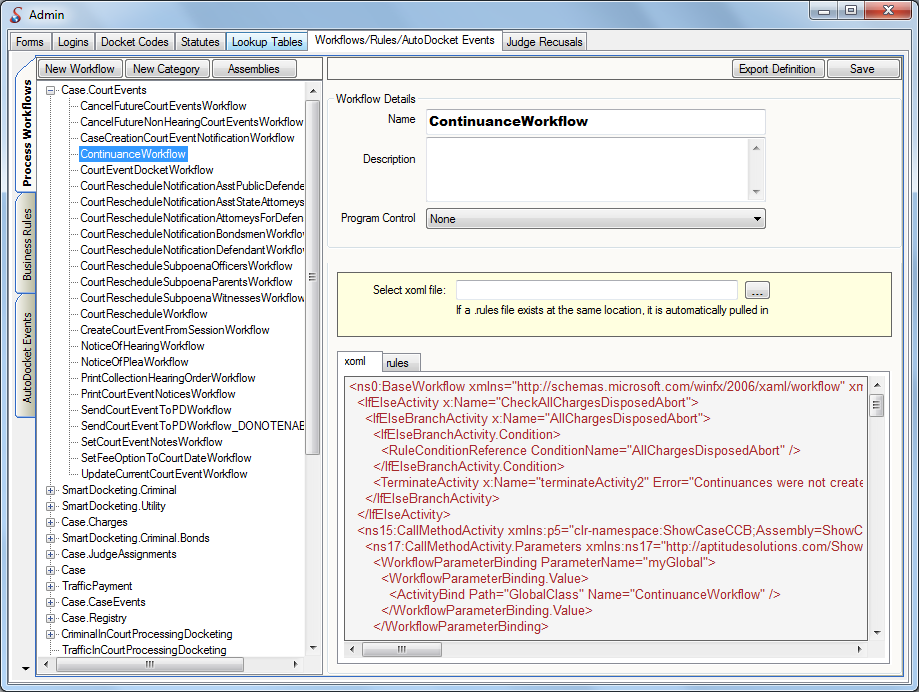 Admin
Forms Logins Docket Codes Statutes Lookup Tables Workflows/Rules/AutoDocket Events Judge Recusals
Process Workflows
Business Rules
AutoDocket Events
New Workflow New Category Assemblies
Case.CourtEvents
CancelFutureCourtEventsWorkflow
CancelFutureNonHearingCourtEventsWorkflow
CaseCreationCourtEventNotificationWorkflow
ContinuanceWorkflow
CourtEventDocketWorkflow
CourtRescheduleNotificationAsstPublicDefende
CourtRescheduleNotificationAsstStateAttorneys
CourtRescheduleNotificationAttorneysForDefen
CourtRescheduleNotificationBondsmenWorkflov
CourtRescheduleNotificationDefendantWorkflov
CourtRescheduleSubpoenaOfficersWorkflow
CourtRescheduleSubpoenaParentsWorkflow
CourtRescheduleSubpoenaWitnessesWorkflow
CourtRescheduleWorkflow
CreateCourtEventFromSessionWorkflow
NoticeOfHearingWorkflow
NoticeOfPleaWorkflow
PrintCollectionHearingOrderWorkflow
PrintCourtEventNoticesWorkflow
SendCourtEventToPDWorkflow
SendCourtEventToPDWorkflow_DONOTENAB
SetCourtEventNotesWorkflow
SetFeeOptionToCourtDateWorkflow
UpdateCurrentCourtEventWorkflow
SmartDocketing.Criminal
SmartDocketing.Utility
Case.Charges
SmartDocketing.Criminal.Bonds
Case.JudgeAssignments
Case
TrafficPayment
Case.CaseEvents
Case.Registry
CriminalInCourtProcessingDocketing
TrafficInCourtProcessingDocketing
Export Definition Save
Workflow Details
Name ContinuanceWorkflow
Description
Program Control None
Select xoml file: ...
If a .rules file exists at the same location, it is automatically pulled in
xoml rules
<ns0:BaseWorkflow xmlns="http://schemas.microsoft.com/winfx/2006/xaml/workflow" xm
<IfElseActivity x:Name="CheckAllChargesDisposedAbort">
<IfElseBranchActivity x:Name="AllChargesDisposedAbort">
<IfElseBranchActivity.Condition>
<RuleConditionReference ConditionName="AllChargesDisposedAbort" />
</IfElseBranchActivity.Condition>
<TerminateActivity x:Name="terminateActivity2" Error="Continuances were not create
</IfElseBranchActivity>
</IfElseActivity>
<ns15:CallMethodActivity xmlns:p5="clr-namespace:ShowCaseCCB;Assembly=ShowC
<ns17:CallMethodActivity.Parameters xmlns:ns17="http://aptitudesolutions.com/Show
<WorkflowParameterBinding ParameterName="myGlobal">
<WorkflowParameterBinding.Value>
<ActivityBind Path="GlobalClass" Name="ContinuanceWorkflow" />
</WorkflowParameterBinding.Value>
</WorkflowParameterBinding>